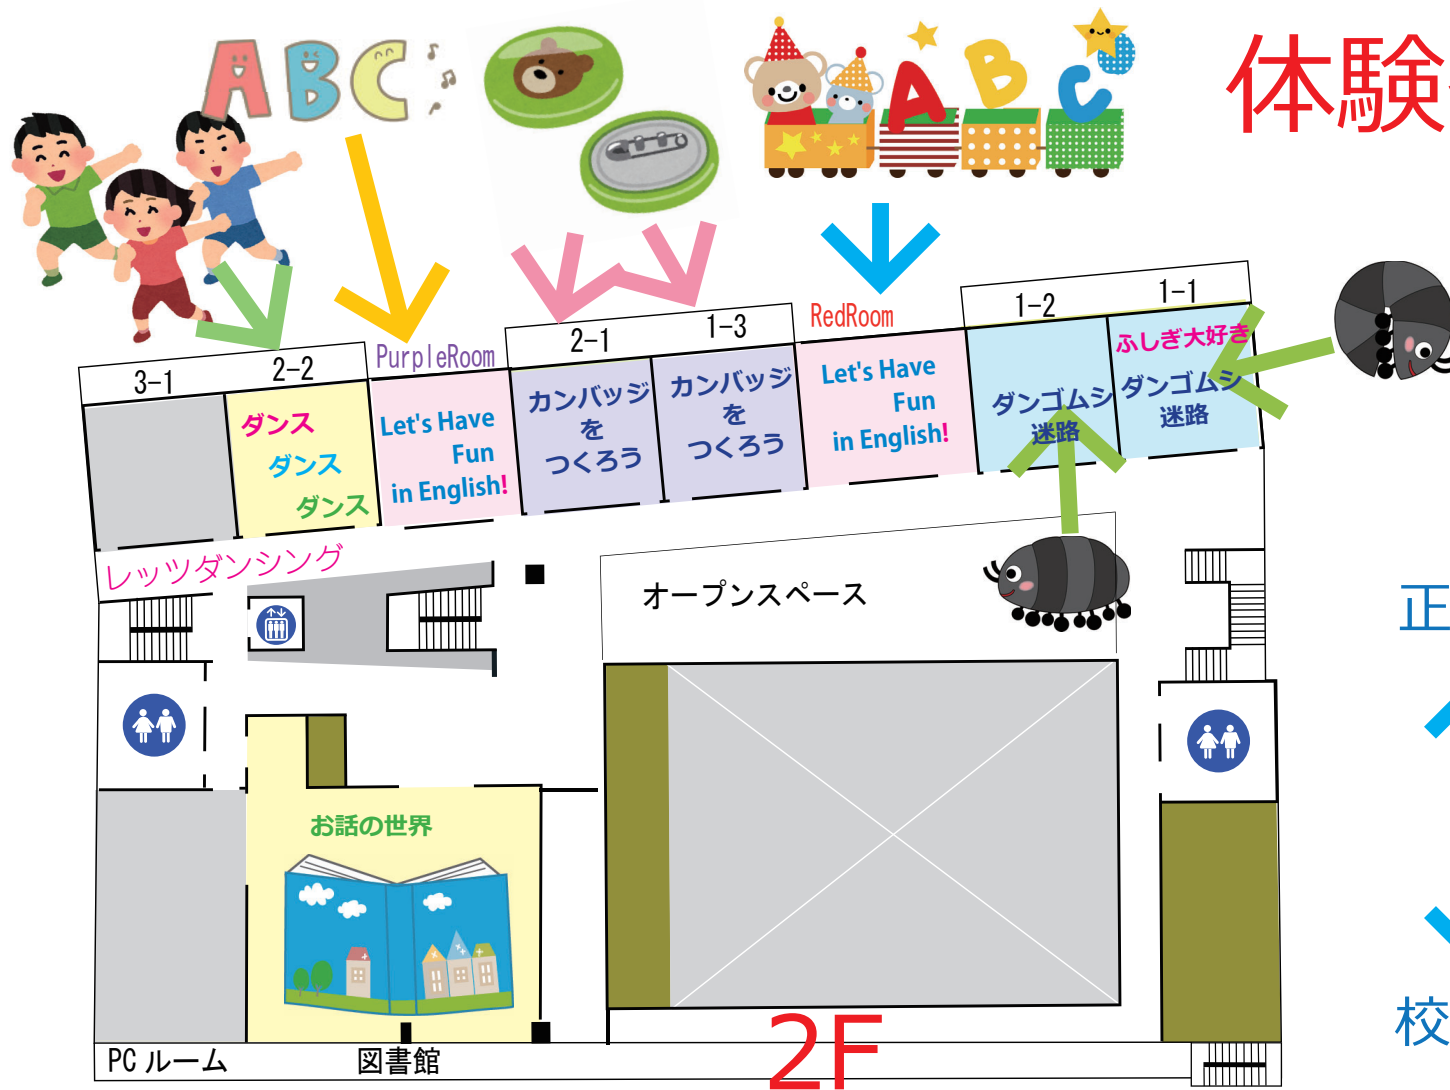 ABC
ABC
体験
3-1
2-2
PurpleRoom
2-1
1-3
RedRoom
1-2
1-1
ダンス
ダンス
ダンス
Let's Have
Fun
in English!
カンバッジ
を
つくろう
カンバッジ
を
つくろう
Let's Have
Fun
in English!
ダンゴムシ
迷路
ふしぎ大好き
ダンゴムシ
迷路
レッツダンシング
オープンスペース
正
お話の世界
校
PC ルーム
図書館
2F